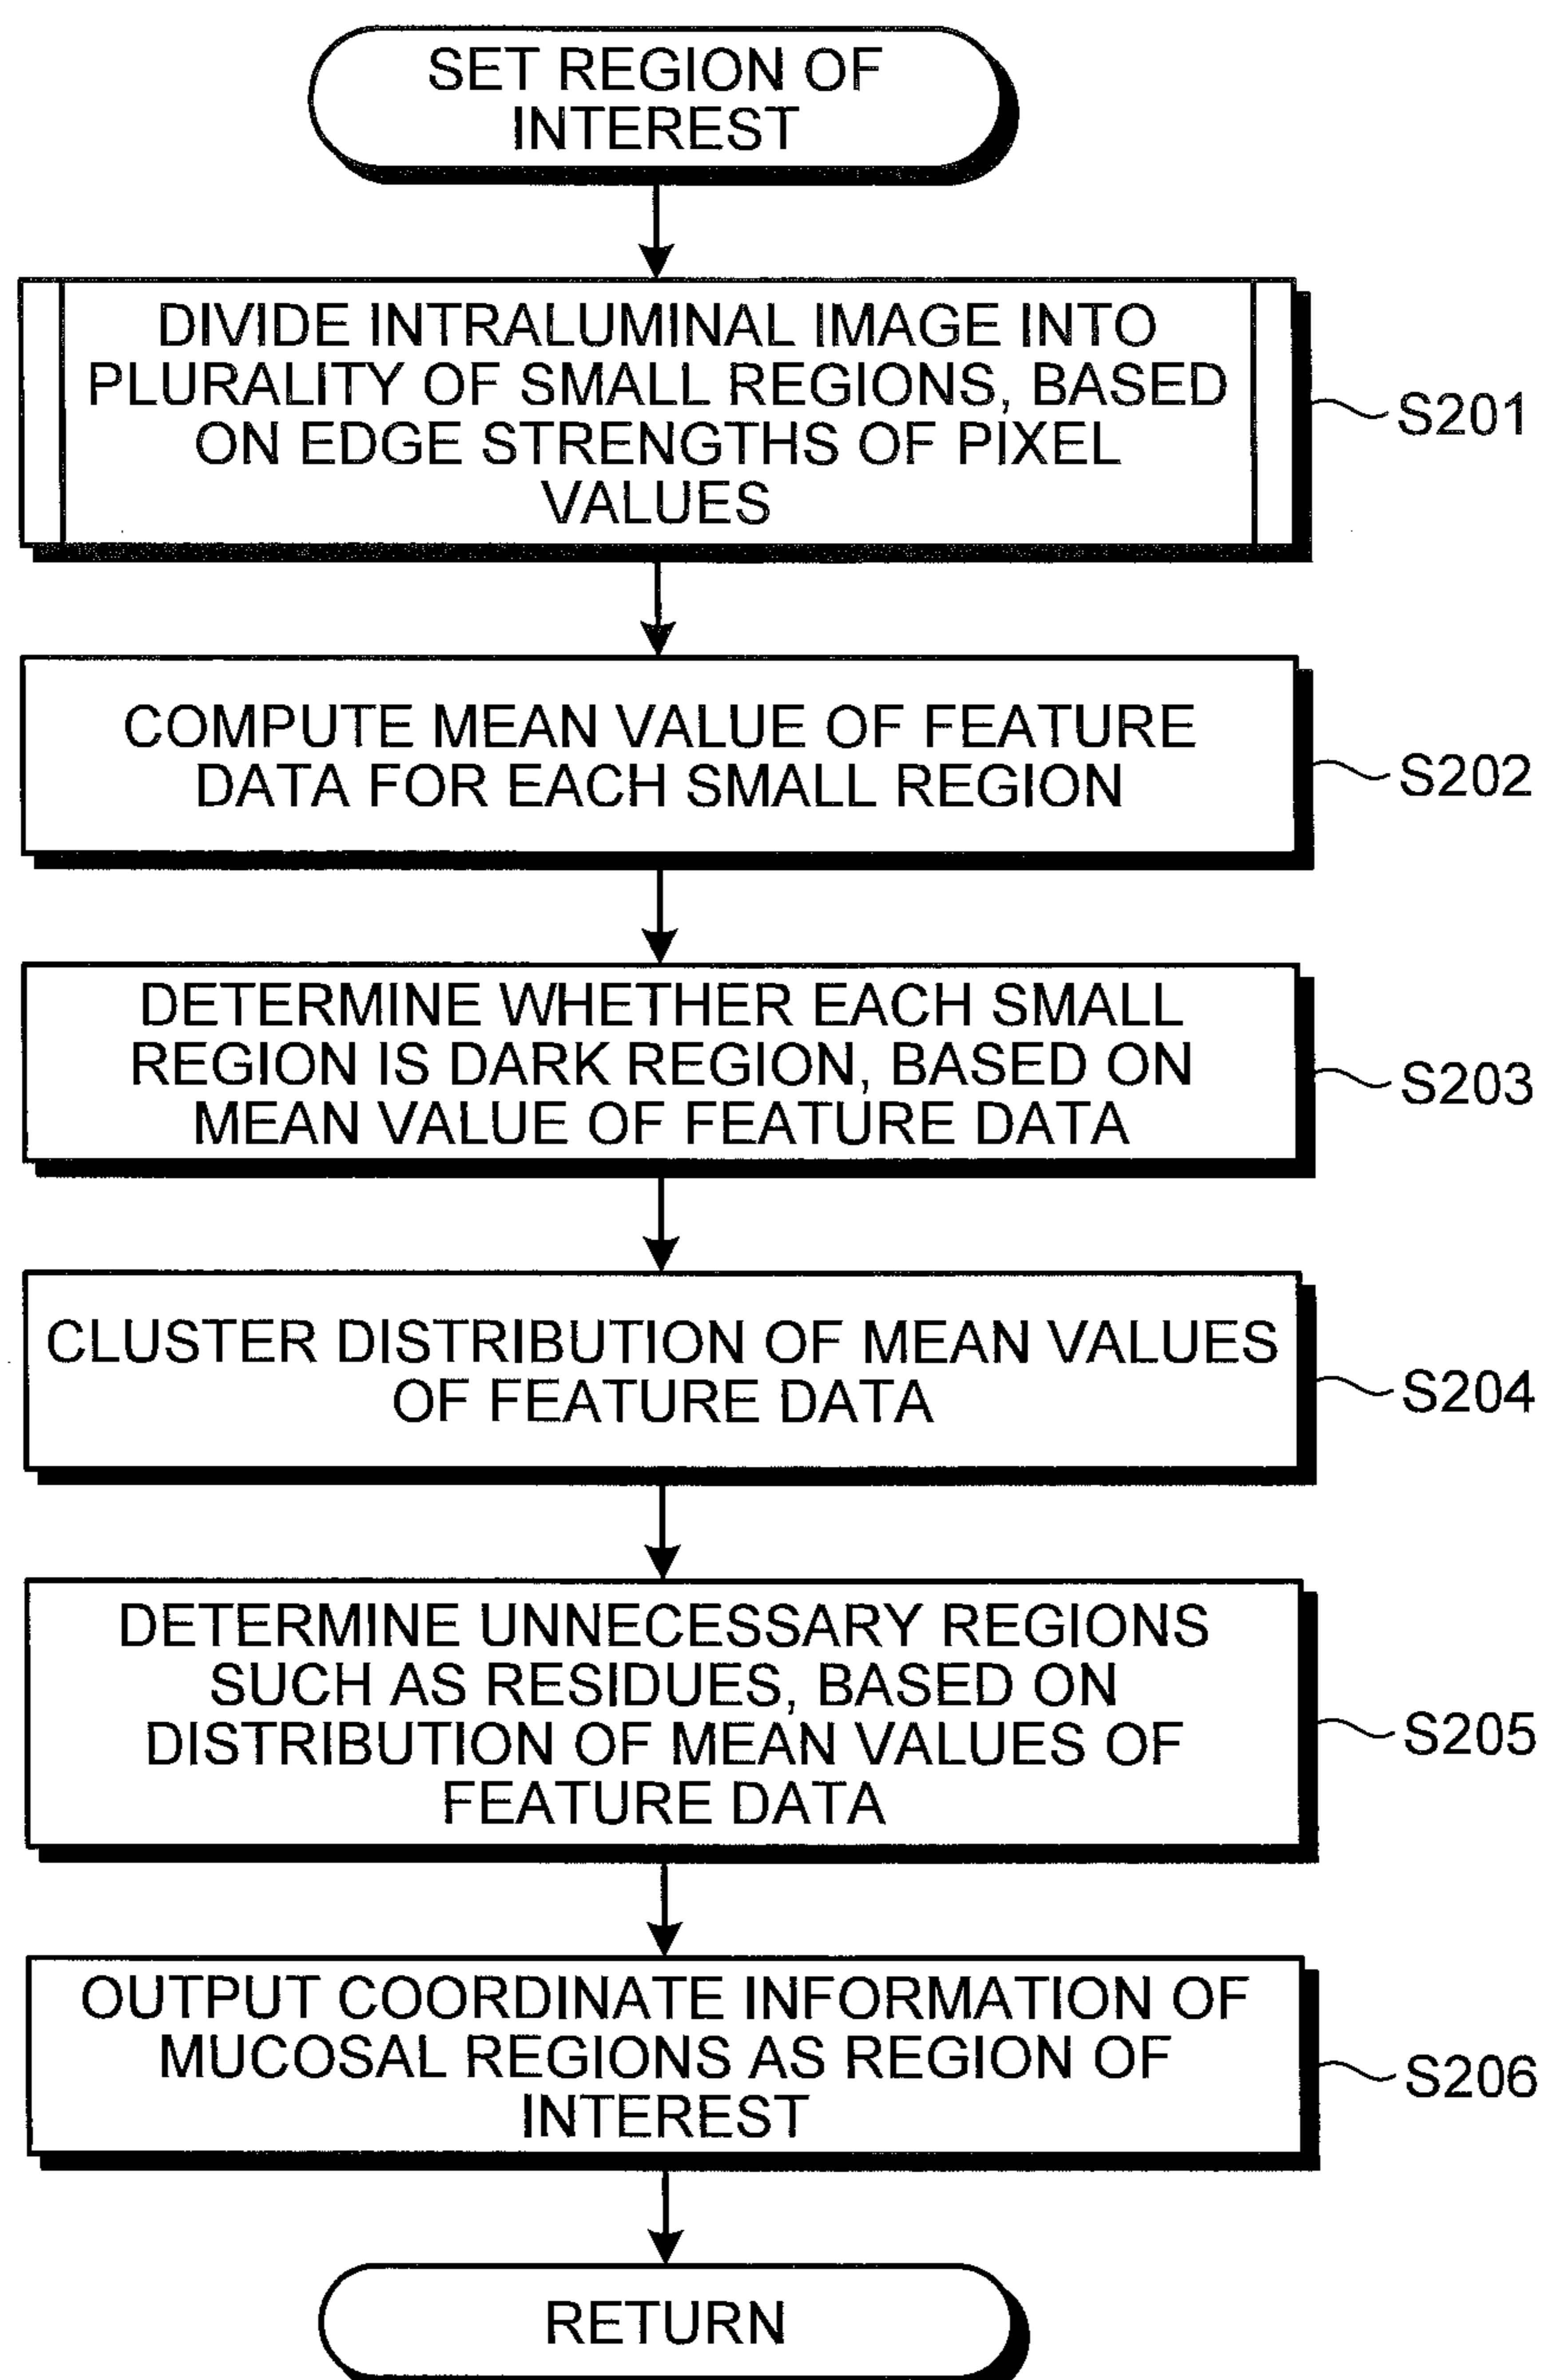 SET REGION OF
INTEREST
DIVIDE INTRALUMINAL IMAGE INTO
PLURALITY OF SMALL REGIONS, BASED
ON EDGE STRENGTHS OF PIXEL
VALUES
S201
COMPUTE MEAN VALUE OF FEATURE
DATA FOR EACH SMALL REGION
S202
DETERMINE WHETHER EACH SMALL
REGION IS DARK REGION, BASED ON
MEAN VALUE OF FEATURE DATA
S203
CLUSTER DISTRIBUTION OF MEAN VALUES
OF FEATURE DATA
S204
DETERMINE UNNECESSARY REGIONS
SUCH AS RESIDUES, BASED ON
DISTRIBUTION OF MEAN VALUES OF
FEATURE DATA
S205
OUTPUT COORDINATE INFORMATION OF
MUCOSAL REGIONS AS REGION OF
INTEREST
S206
RETURN